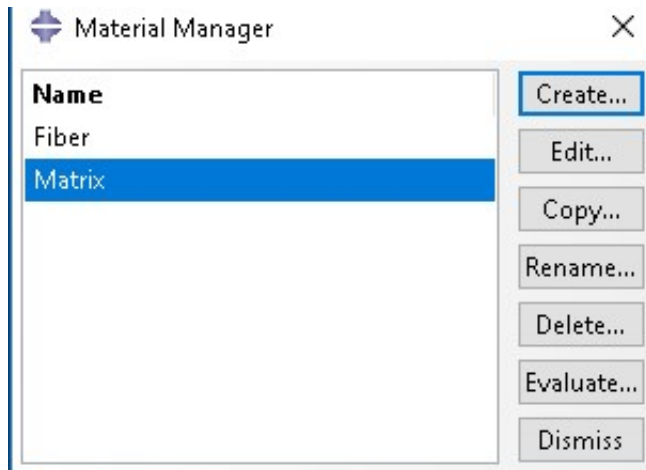 Material Manager
Name
Fiber
Matrix
Create...
Edit...
Copy...
Rename...
Delete...
Evaluate...
Dismiss